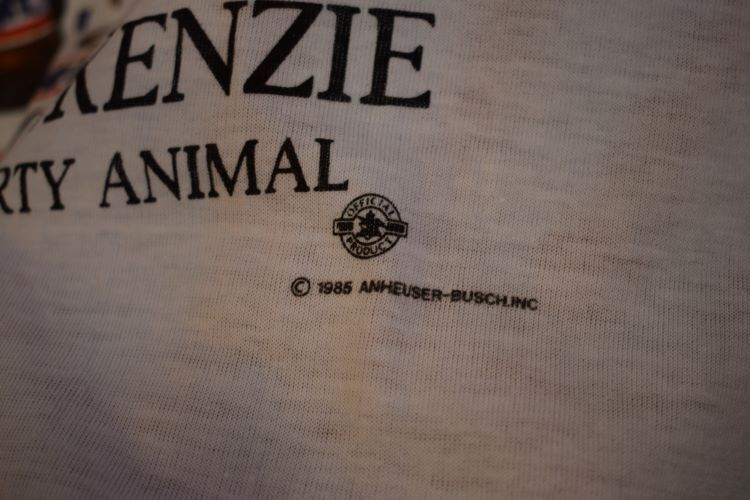 KENZIE
RTY ANIMAL
OFFICIAL
PRODUCT
© 1985 ANHEUSER-BUSCH.INC